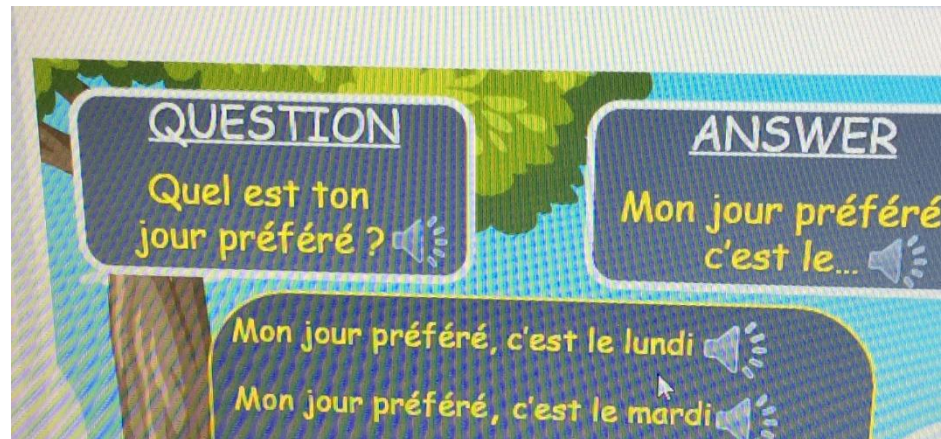 QUESTION
Quel est ton
jour préféré ?
ANSWER
Mon jour préféré
c'est le...
Mon jour préféré, c'est le lundi
Mon jour préféré, c'est le mardi